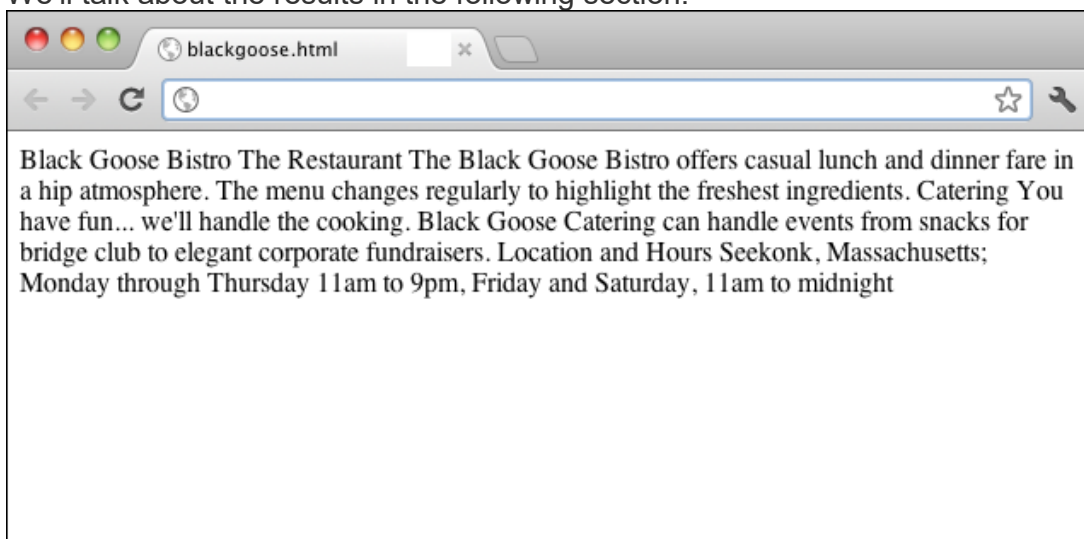 We'll talk about the results in the following section.
blackgoose.html
Black Goose Bistro The Restaurant The Black Goose Bistro offers casual lunch and dinner fare in
a hip atmosphere. The menu changes regularly to highlight the freshest ingredients. Catering You
have fun... we'll handle the cooking. Black Goose Catering can handle events from snacks for
bridge club to elegant corporate fundraisers. Location and Hours Seekonk, Massachusetts;
Monday through Thursday 11am to 9pm, Friday and Saturday, 11am to midnight